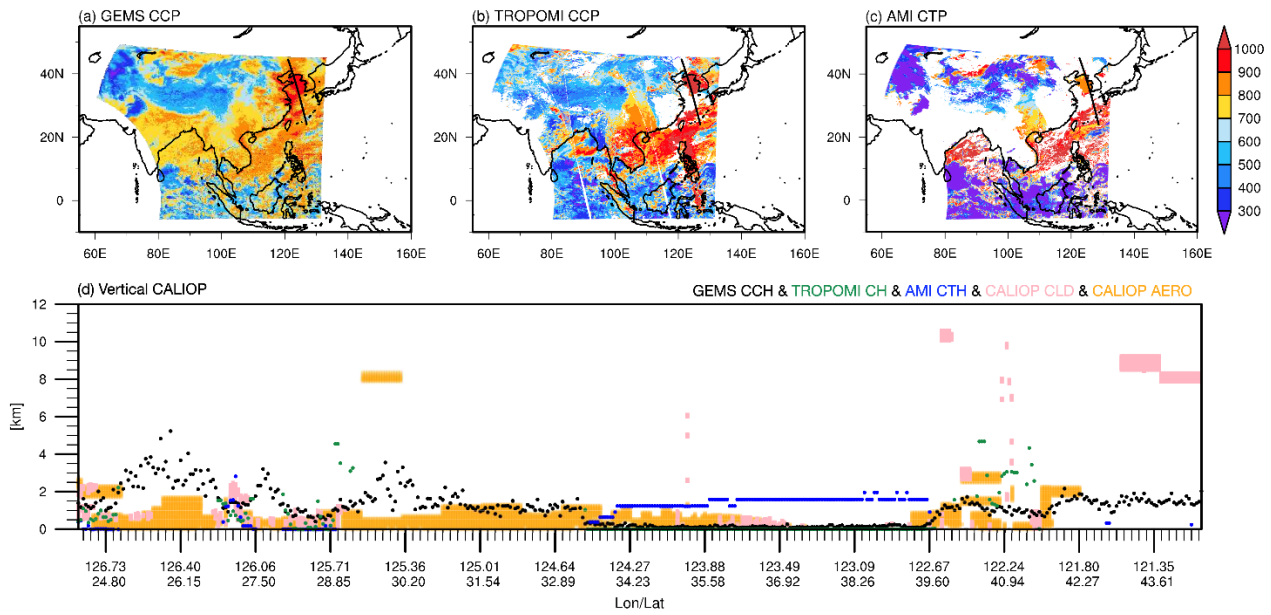 (a) GEMS CCP
(b) TROPOMI CCP
(c) AMI CTP
40N
20N
0
60E 80E 100E 120E 140E 160E
40N
20N
0
60E 80E 100E 120E 140E 160E
40N
20N
0
60E 80E 100E 120E 140E 160E
1000
900
800
700
600
500
400
300
(d) Vertical CALIOP
GEMS CCH & TROPOMI CH & AMI CTH & CALIOP CLD & CALIOP AERO
12
10
8
6
4
2
0
[km]
126.73 126.40 126.06 125.71 125.36 125.01 124.64 124.27 123.88 123.49 123.09 122.67 122.24 121.80 121.35
24.80 26.15 27.50 28.85 30.20 31.54 32.89 34.23 35.58 36.92 38.26 39.60 40.94 42.27 43.61
Lon/Lat